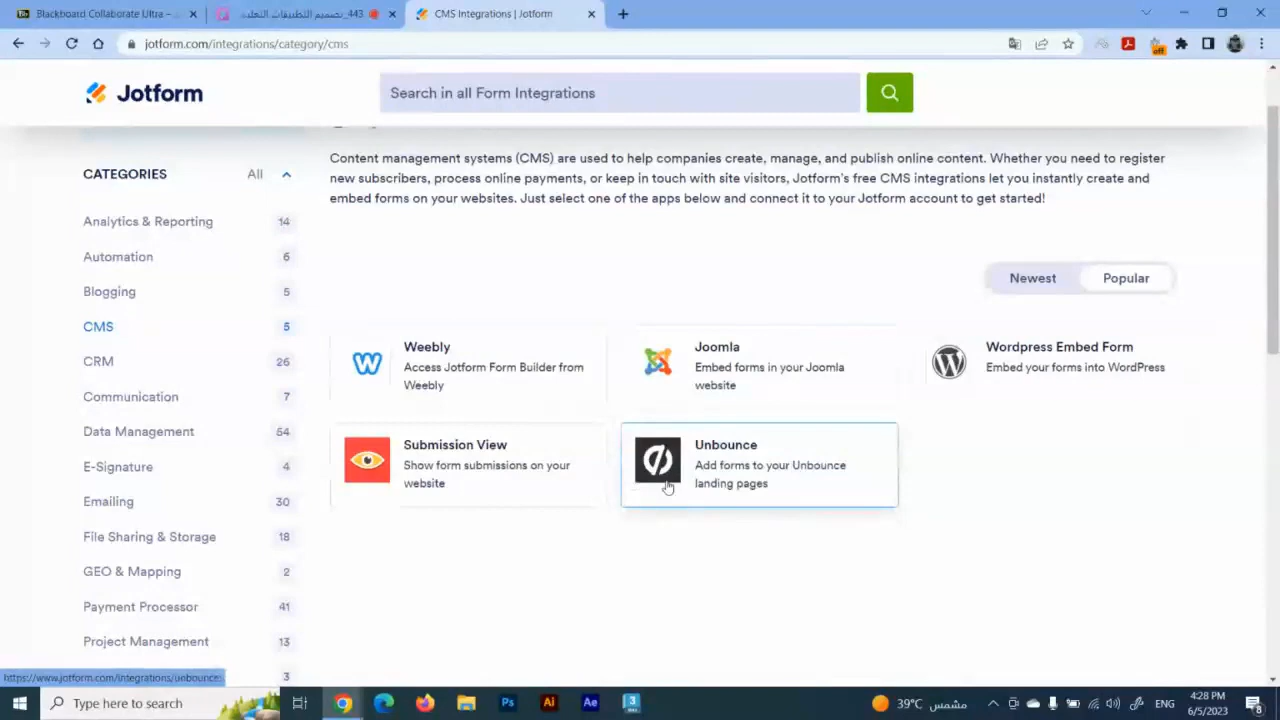 Blackboard Collaborate Ultra –
443_تصميم التطبيقات التعليم
CMS Integrations | Jotform
jotform.com/integrations/category/cms
off
Jotform
Search in all Form Integrations
Content management systems (CMS) are used to help companies create, manage, and publish online content. Whether you need to register
new subscribers, process online payments, or keep in touch with site visitors, Jotform's free CMS integrations let you instantly create and
embed forms on your websites. Just select one of the apps below and connect it to your Jotform account to get started!
CATEGORIES All
Analytics & Reporting 14
Automation 6
Blogging 5
CMS 5
CRM 26
Communication 7
Data Management 54
E-Signature 4
Emailing 30
File Sharing & Storage 18
GEO & Mapping 2
Payment Processor 41
Project Management 13
3
Newest Popular
Weebly
Access Jotform Form Builder from
Weebly
Joomla
Embed forms in your Joomla
website
Wordpress Embed Form
Embed your forms into WordPress
Submission View
Show form submissions on your
website
Unbounce
Add forms to your Unbounce
landing pages
https://www.jotform.com/integrations/unbounce
Type here to search
Ps Ai Ae 3
39°C مشمس
ENG
4:28 PM
6/5/2023
8